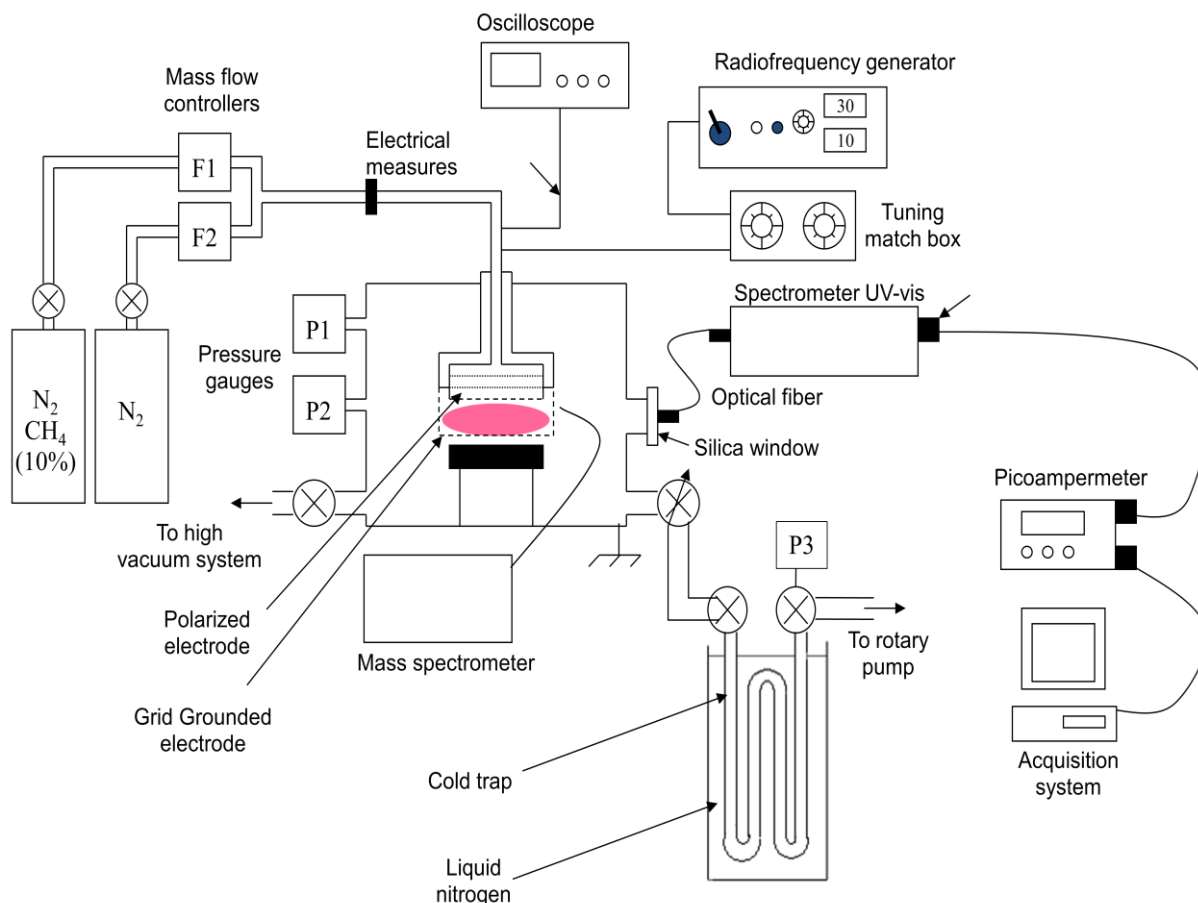 Oscilloscope
Radiofrequency generator
30
10
Mass flow
controllers
F1
F2
Electrical
measures
Tuning
match box
Spectrometer UV-vis
P1
Pressure
gauges
P2
N2
CH4
(10%)
N2
Optical fiber
Silica window
Picoampermeter
To high
vacuum system
P3
Polarized
electrode
Mass spectrometer
To rotary
pump
Grid Grounded
electrode
Cold trap
Acquisition
system
Liquid
nitrogen